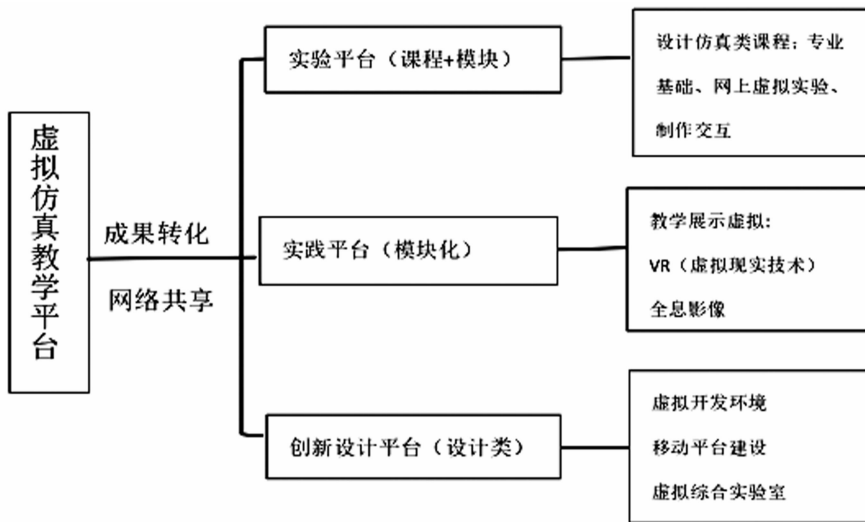 虚拟仿真教学平台
成果转化
网络共享
实验平台（课程+模块）
设计仿真类课程：专业
基础、网上虚拟实验、
制作交互
实践平台（模块化）
教学展示虚拟:
VR（虚拟现实技术）
全息影像
创新设计平台（设计类）
虚拟开发环境
移动平台建设
虚拟综合实验室